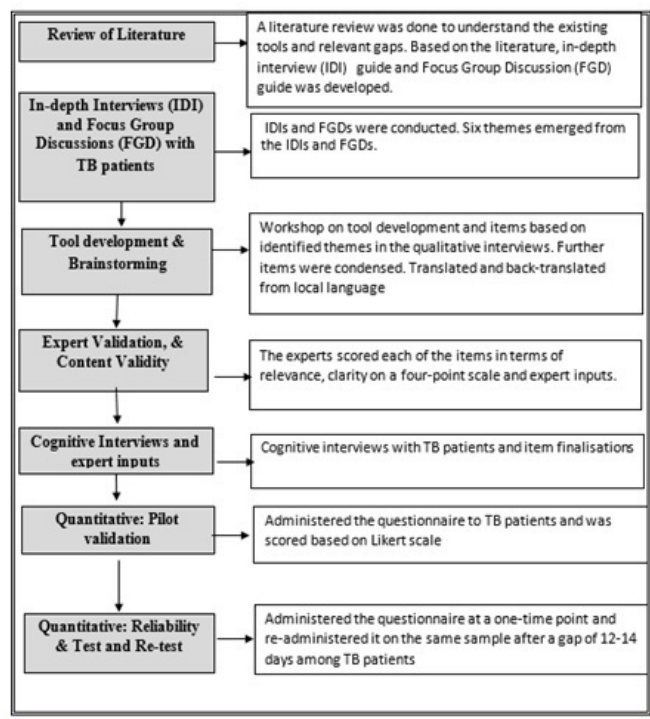 Review of Literature
A literature review was done to understand the existing
tools and relevant gaps. Based on the literature, in-depth
interview (IDI) guide and Focus Group Discussion (FGD)
guide was developed.
In-depth Interviews (IDI)
and Focus Group
Discussions (FGD) with
TB patients
IDIs and FGDs were conducted. Six themes emerged from
the IDIs and FGDs.
Tool development &
Brainstorming
Workshop on tool development and items based on
identified themes in the qualitative interviews. Further
items were condensed. Translated and back-translated
from local language
Expert Validation, &
Content Validity
The experts scored each of the items in terms of
relevance, clarity on a four-point scale and expert inputs.
Cognitive Interviews and
expert inputs
Cognitive interviews with TB patients and item finalisations
Quantitative: Pilot
validation
Administered the questionnaire to TB patients and was
scored based on Likert scale
Quantitative: Reliability
& Test and Re-test
Administered the questionnaire at a one-time point and
re-administered it on the same sample after a gap of 12-14
days among TB patients